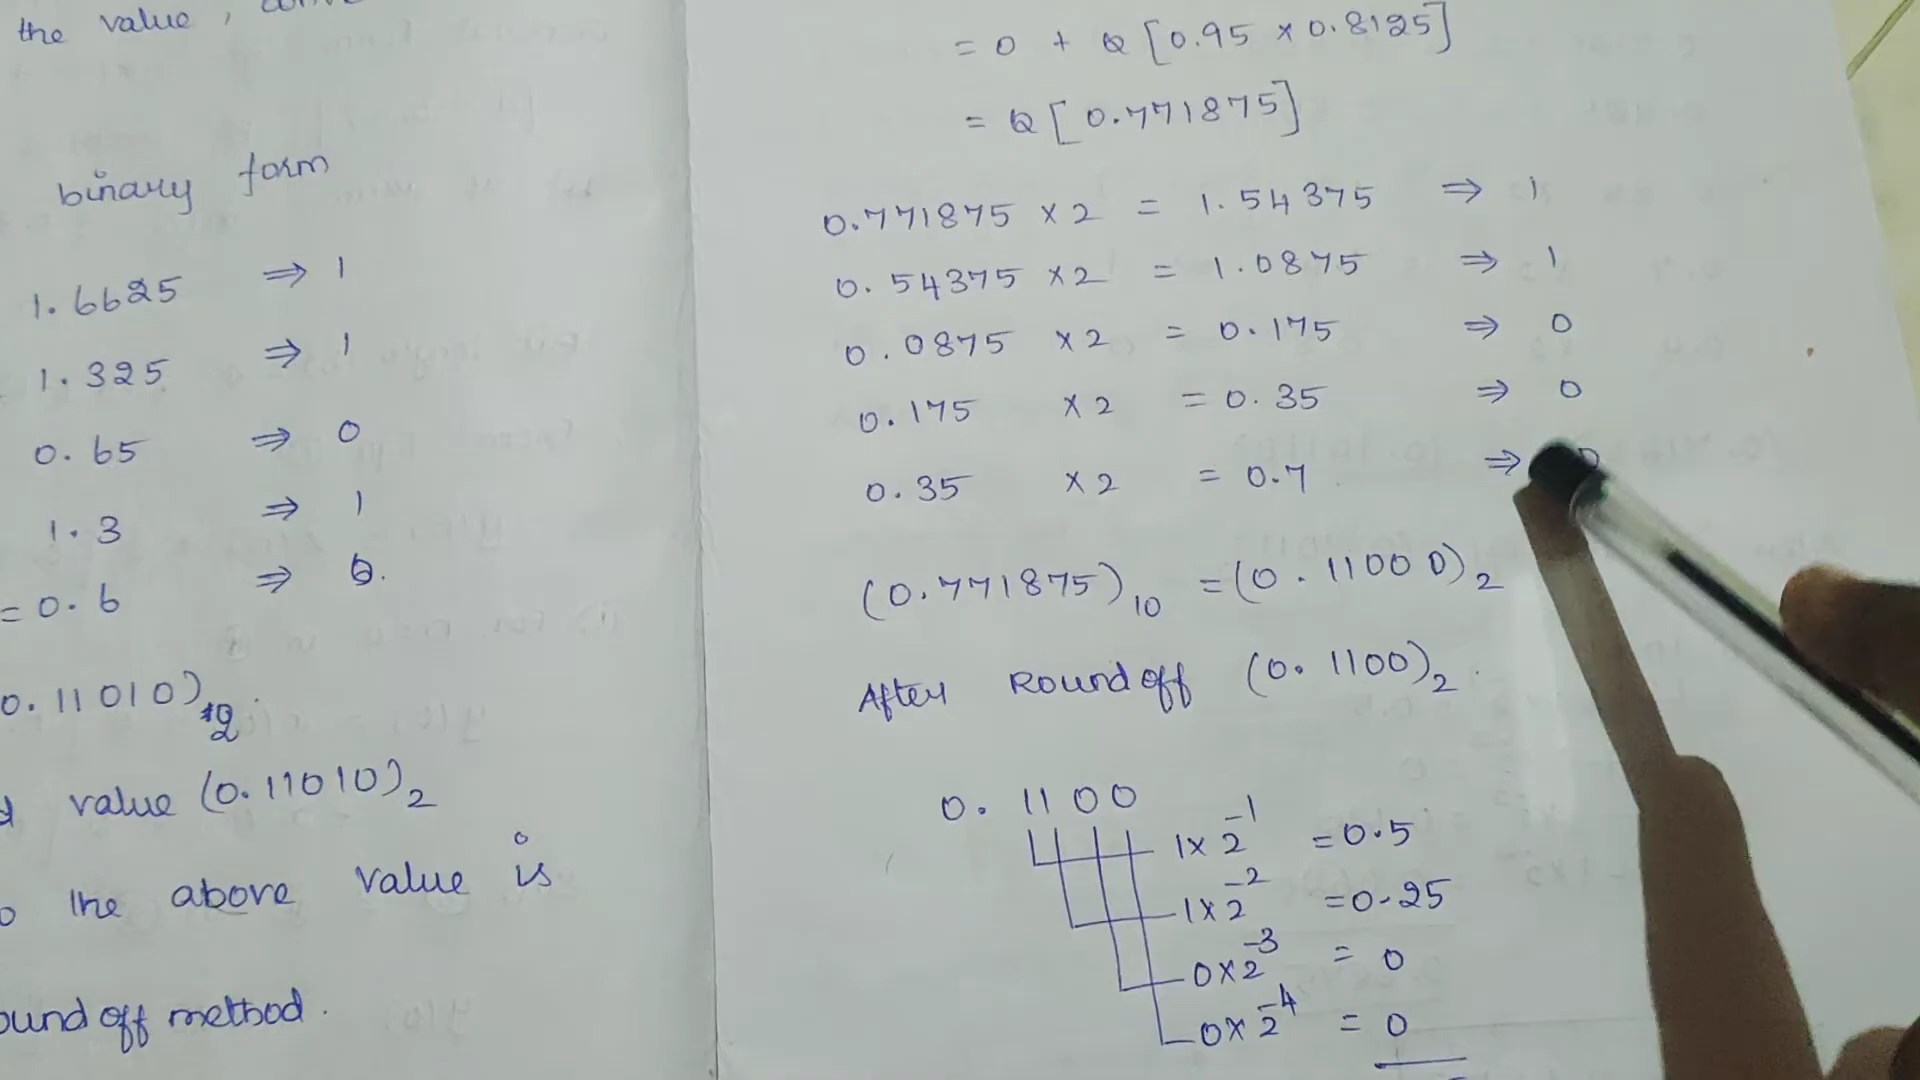 the value,
binary form
1.6625 ⇒ 1
1.325 ⇒ 1
0.65 ⇒ 0
1.3 ⇒ 1
= 0.6 ⇒ 0.
0.11010)2.
value (0.11010)2
the above value is
ound off method.
= 0 + Q [0.95 × 0.8125]
= Q [0.771875]
0.771875 × 2 = 1.54375 ⇒ 1
0.54375 × 2 = 1.0875 ⇒ 1
0.0875 × 2 = 0.175 ⇒ 0
0.175 × 2 = 0.35 ⇒ 0
0.35 × 2 = 0.7 ⇒ 0
(0.771875)10 = (0.11000)2
After Round off (0.1100)2.
0.1100
1×2^-1 = 0.5
1×2^-2 = 0.25
0×2^-3 = 0
0×2^-4 = 0